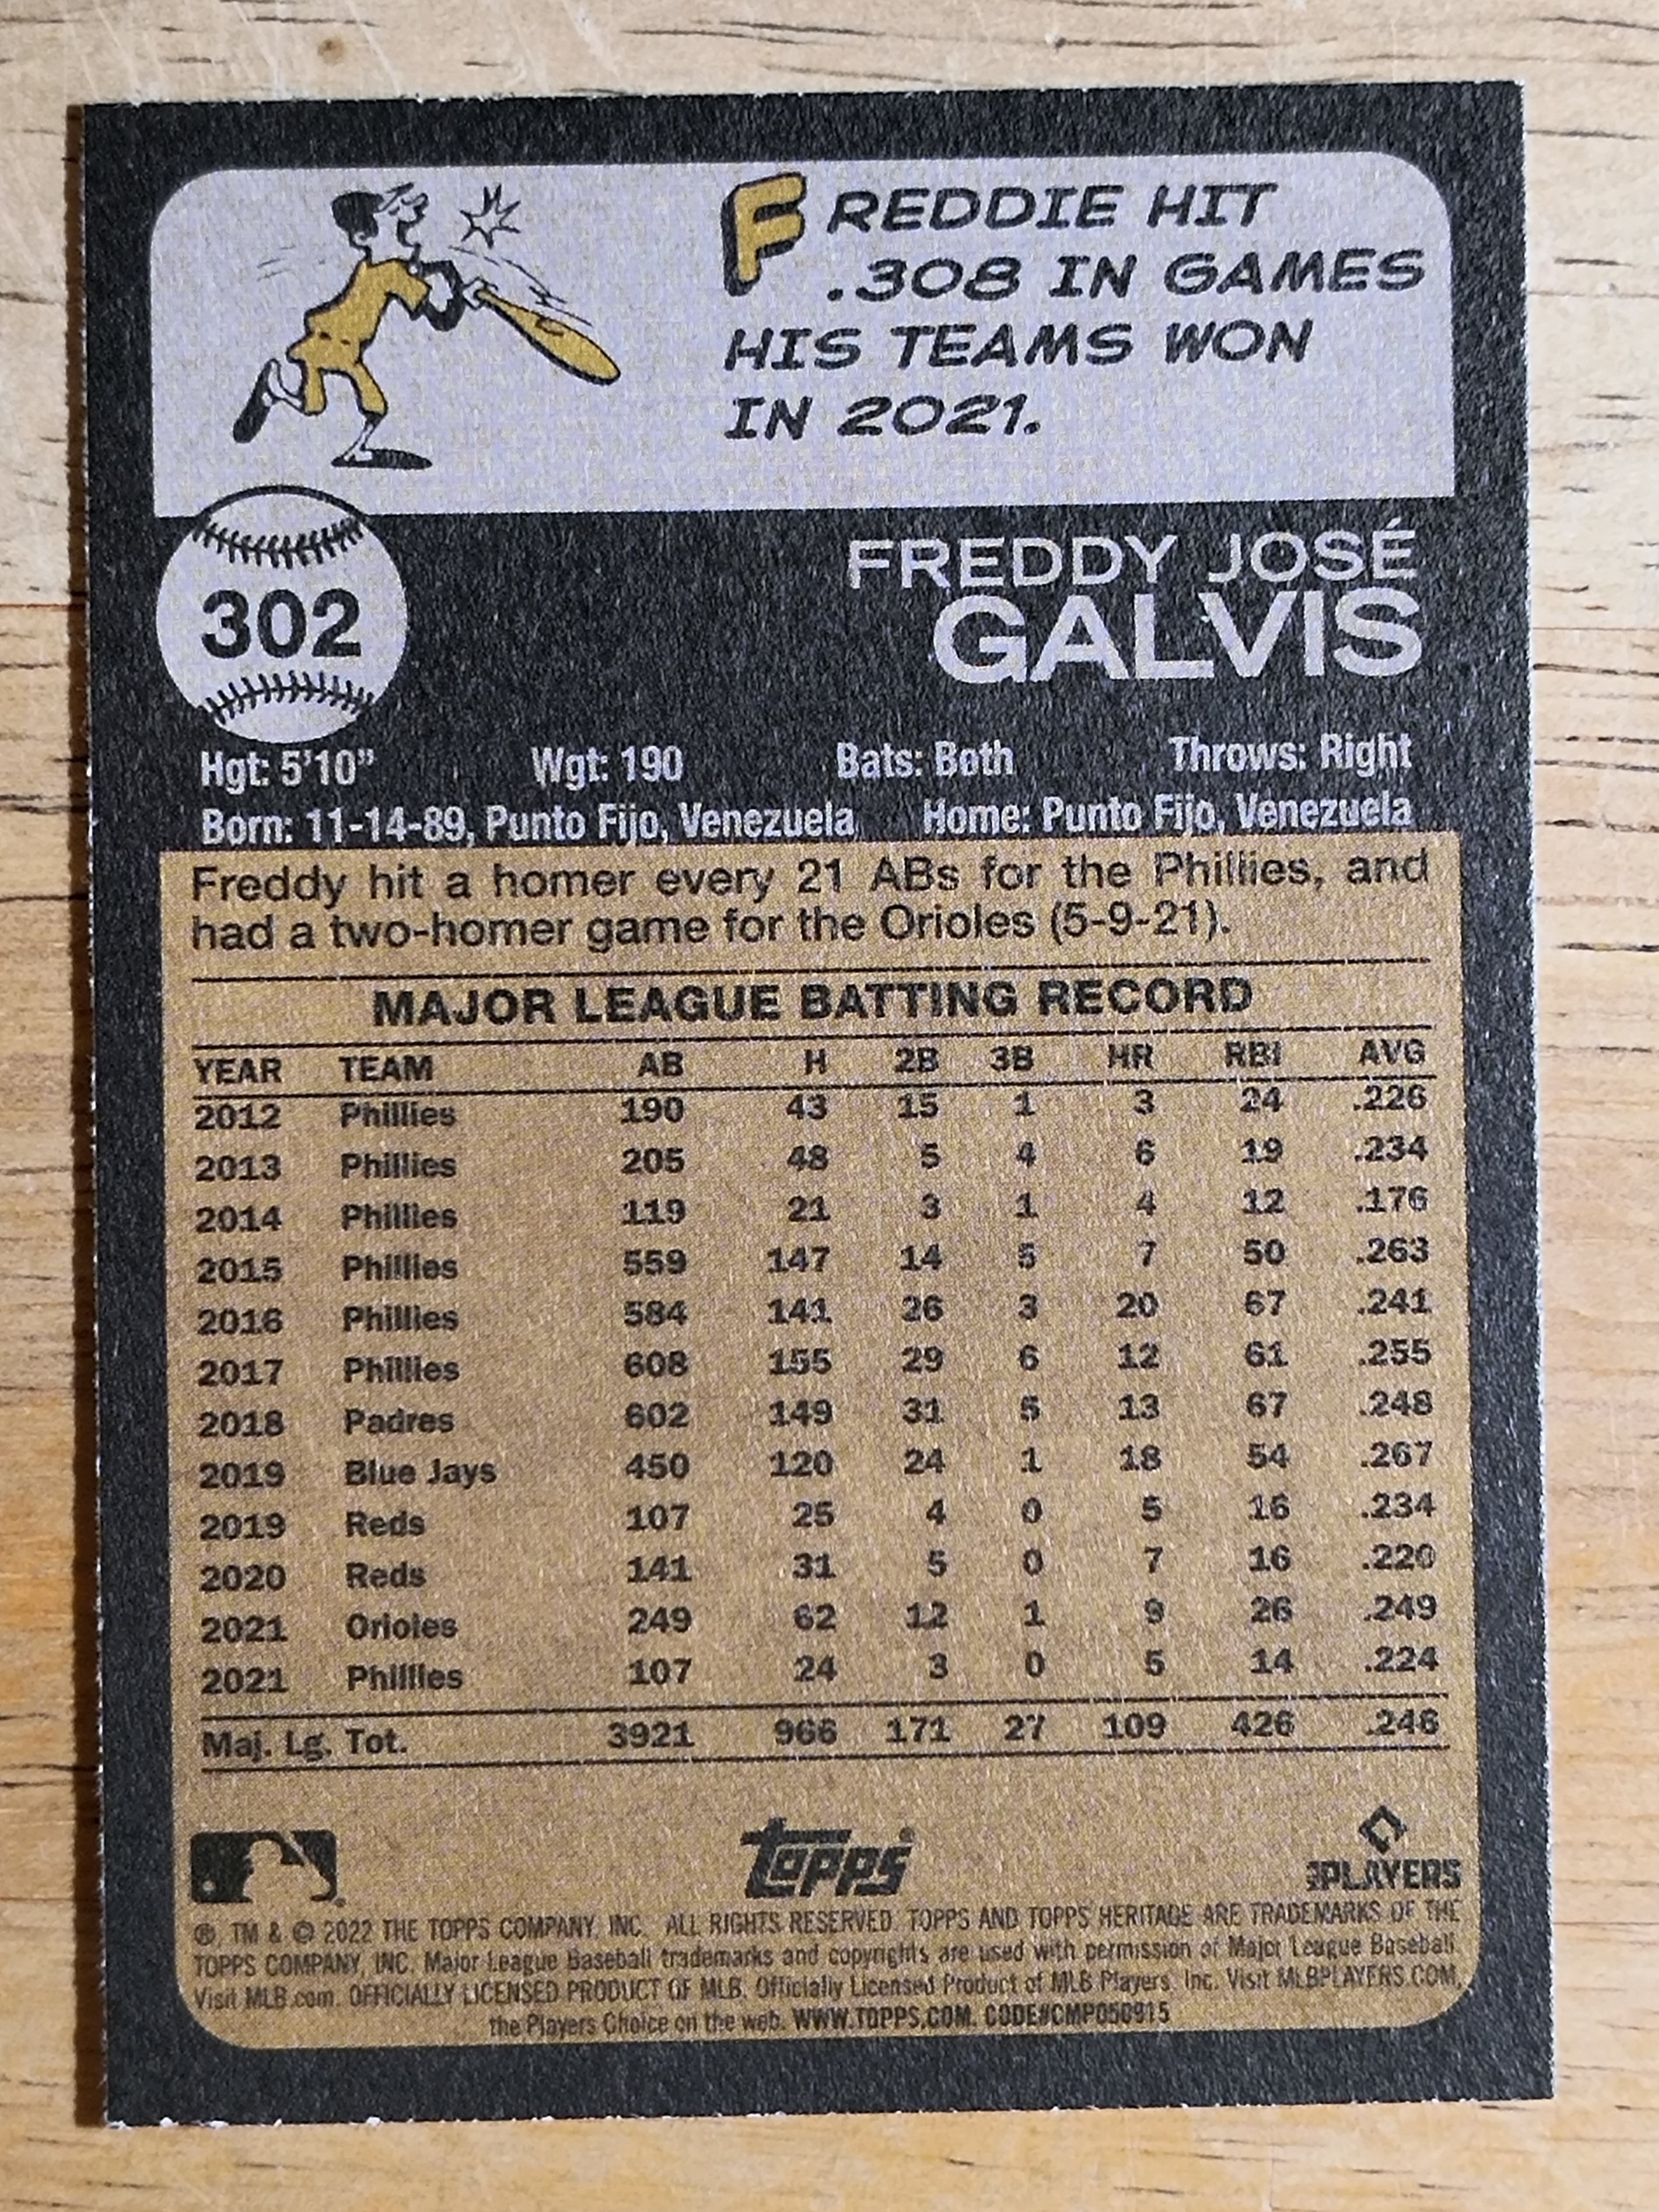 FREDDIE HIT
.308 IN GAMES
HIS TEAMS WON
IN 2021.
302
FREDDY JOSÉ
GALVIS
Hgt: 5'10" Wgt: 190 Bats: Both Throws: Right
Born: 11-14-89, Punto Fijo, Venezuela Home: Punto Fijo, Venezuela
Freddy hit a homer every 21 ABs for the Phillies, and
had a two-homer game for the Orioles (5-9-21).
MAJOR LEAGUE BATTING RECORD
YEAR TEAM AB H 2B 3B HR RBI AVG
2012 Phillies 190 43 15 1 3 24 .226
2013 Phillies 205 48 5 4 6 19 .234
2014 Phillies 119 21 3 1 4 12 .176
2015 Phillies 559 147 14 5 7 50 .263
2016 Phillies 584 141 26 3 20 67 .241
2017 Phillies 608 155 29 6 12 61 .255
2018 Padres 602 149 31 5 13 67 .248
2019 Blue Jays 450 120 24 1 18 54 .267
2019 Reds 107 25 4 0 5 16 .234
2020 Reds 141 31 5 0 7 16 .220
2021 Orioles 249 62 12 1 9 26 .249
2021 Phillies 107 24 3 0 5 14 .224
Maj. Lg. Tot. 3921 966 171 27 109 426 .246
topps
PLAYERS
®, TM & © 2022 THE TOPPS COMPANY, INC. ALL RIGHTS RESERVED. TOPPS AND TOPPS HERITAGE ARE TRADEMARKS OF THE
TOPPS COMPANY, INC. Major League Baseball trademarks and copyrights are used with permission of Major League Baseball.
Visit MLB.com. OFFICIALLY LICENSED PRODUCT OF MLB. Officially Licensed Product of MLB Players, Inc. Visit MLBPLAYERS.COM,
the Players Choice on the web. WWW.TOPPS.COM. CODE#CMP050915